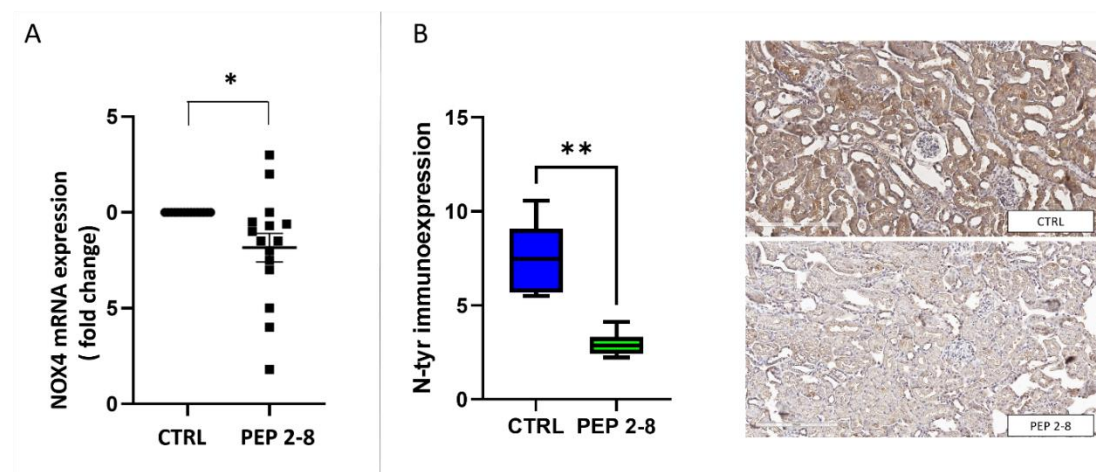 A
*
NOX4 mRNA expression
( fold change)
5
0
5
0
CTRL
PEP 2-8
B
**
N-tyr immunoexpression
15
10
5
0
CTRL
PEP 2-8
CTRL
PEP 2-8